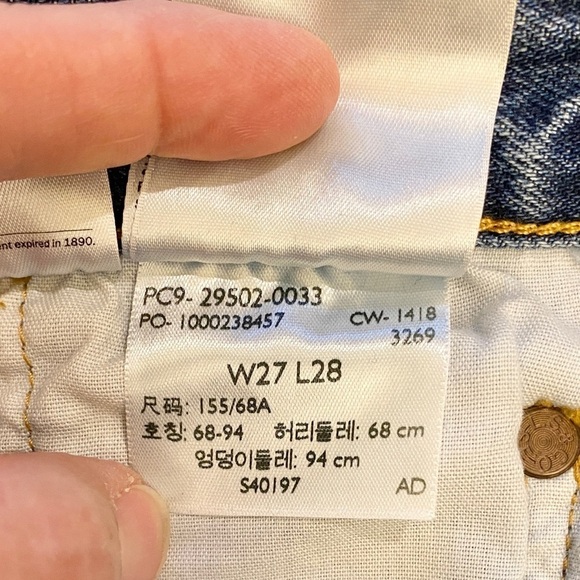 nt expired in 1890.
PC9- 29502-0033
PO- 1000238457 CW- 1418
3269
W27 L28
尺码: 155/68A
호칭: 68-94 허리둘레: 68 cm
엉덩이둘레: 94 cm
S40197 AD